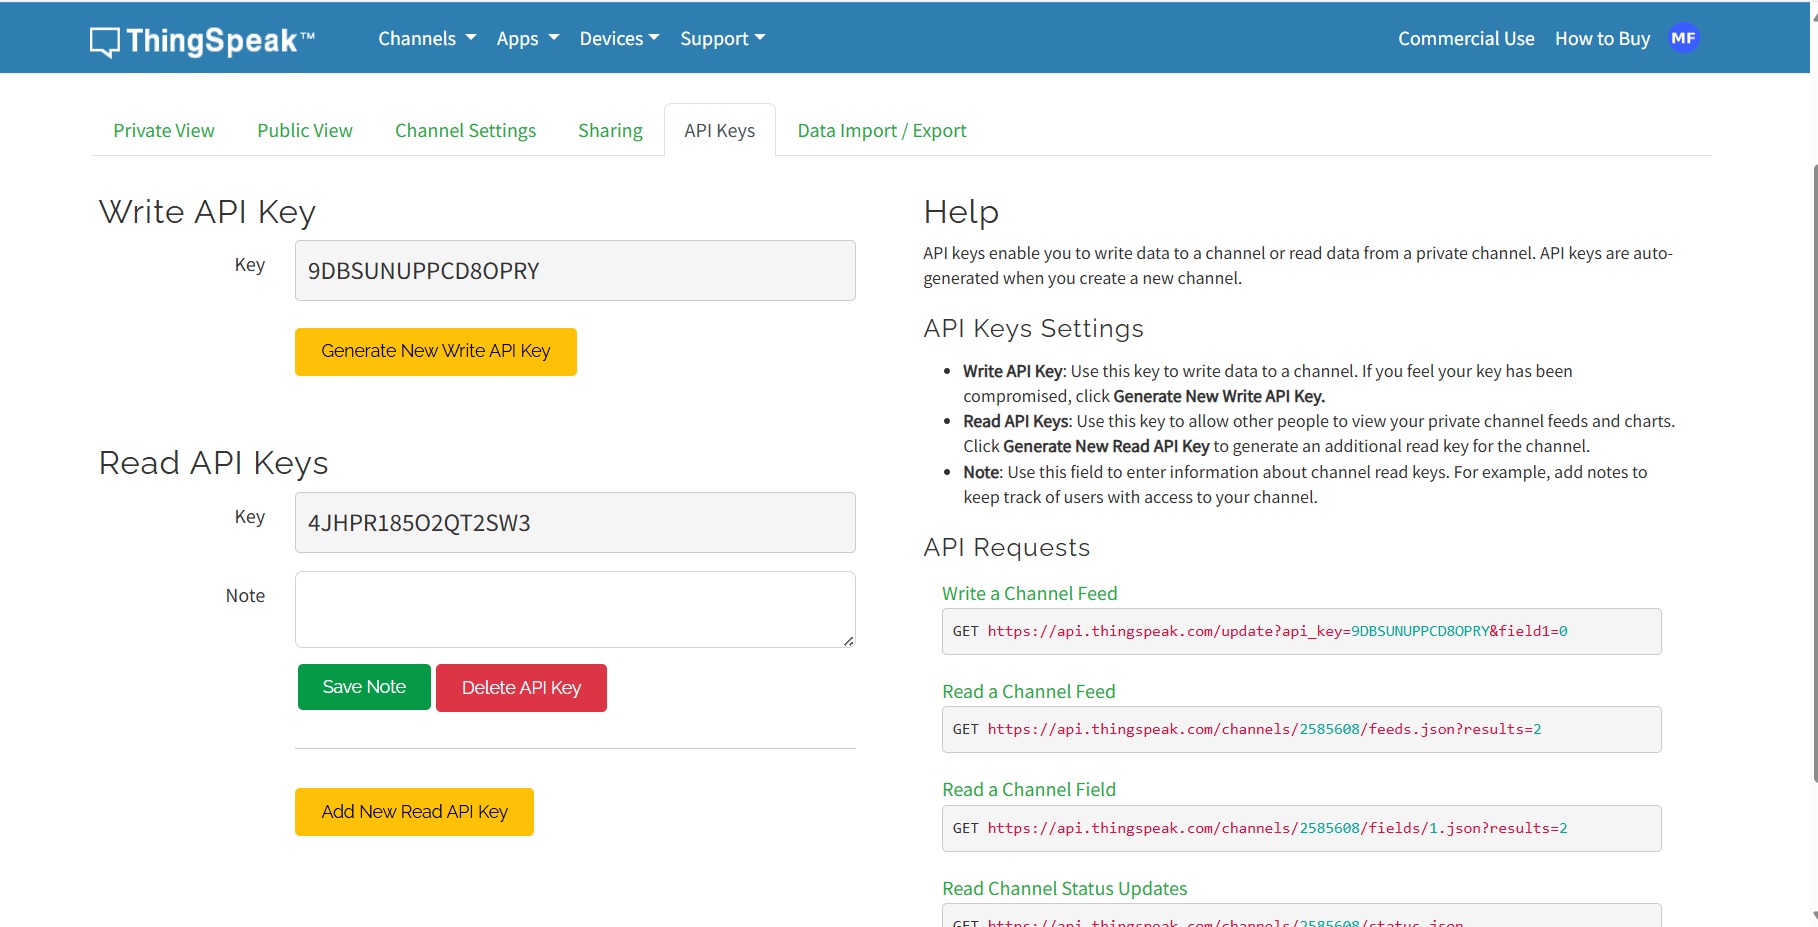 ThingSpeak™
Channels Apps Devices Support Commercial Use How to Buy MF
Private View Public View Channel Settings Sharing API Keys Data Import / Export
Write API Key
Key
9DBSUNUPPCD8OPRY
Generate New Write API Key
Read API Keys
Key
4JHPR185O2QT2SW3
Note
Save Note Delete API Key
Add New Read API Key
Help
API keys enable you to write data to a channel or read data from a private channel. API keys are auto-
generated when you create a new channel.
API Keys Settings
Write API Key: Use this key to write data to a channel. If you feel your key has been
compromised, click Generate New Write API Key.
Read API Keys: Use this key to allow other people to view your private channel feeds and charts.
Click Generate New Read API Key to generate an additional read key for the channel.
Note: Use this field to enter information about channel read keys. For example, add notes to
keep track of users with access to your channel.
API Requests
Write a Channel Feed
GET https://api.thingspeak.com/update?api_key=9DBSUNUPPCD8OPRY&field1=0
Read a Channel Feed
GET https://api.thingspeak.com/channels/2585608/feeds.json?results=2
Read a Channel Field
GET https://api.thingspeak.com/channels/2585608/fields/1.json?results=2
Read Channel Status Updates
GET https://api.thingspeak.com/channels/2585608/status.json